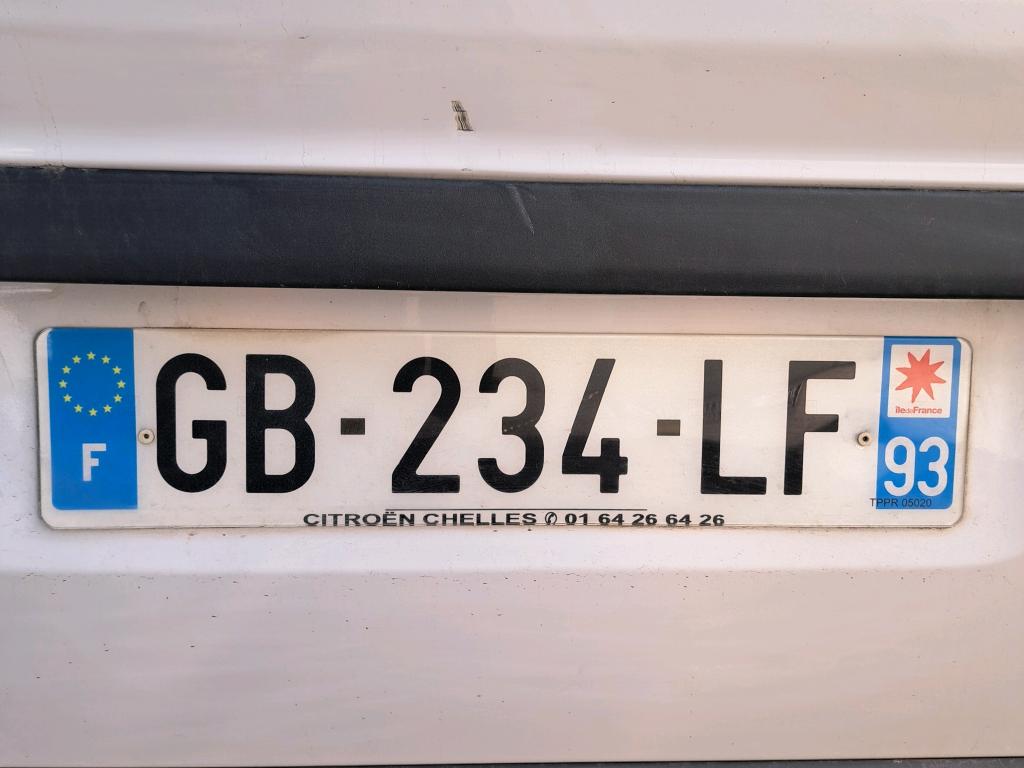 F
GB-234-LF
îledeFrance
93
TPPR 05020
CITROËN CHELLES ✆ 01 64 26 64 26